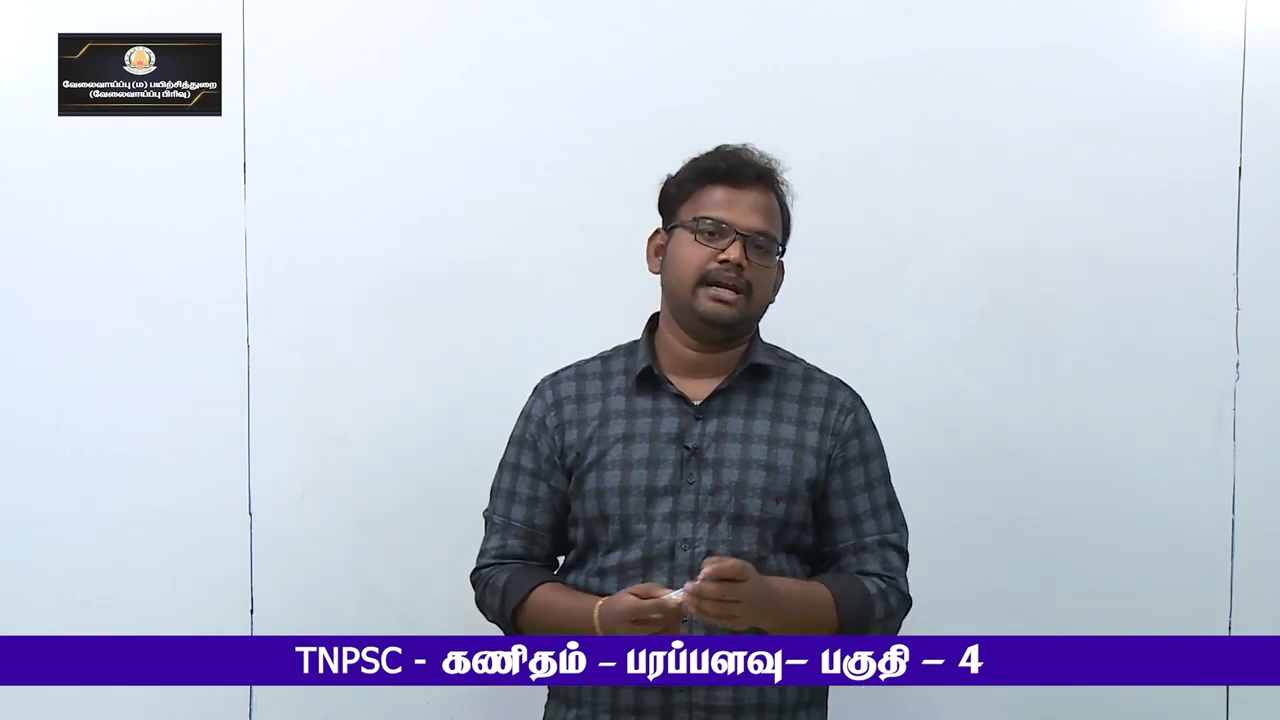 வேலைவாய்ப்பு (ம) பயிற்சித்துறை
(வேலைவாய்ப்பு பிரிவு)
TNPSC - கணிதம் - பரப்பளவு- பகுதி - 4